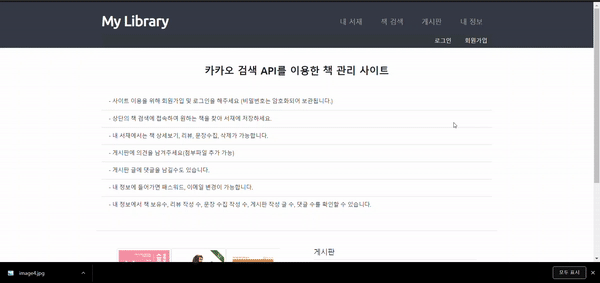 My Library
내 서재 책 검색 게시판 내 정보
로그인 회원가입
카카오 검색 API를 이용한 책 관리 사이트
- 사이트 이용을 위해 회원가입 및 로그인을 해주세요 (비밀번호는 암호화되어 보관됩니다.)
- 상단의 책 검색에 접속하여 원하는 책을 찾아 서재에 저장하세요.
- 내 서재에서는 책 상세보기, 리뷰, 문장수집, 삭제가 가능합니다.
- 게시판에 의견을 남겨주세요(첨부파일 추가 가능)
- 게시판 글에 댓글을 남길수도 있습니다.
- 내 정보에 들어가면 패스워드, 이메일 변경이 가능합니다.
- 내 정보에서 책 보유수, 리뷰 작성 수, 문장 수집 작성 수, 게시판 작성 글 수, 댓글 수를 확인할 수 있습니다.
게시판
image4.jpg
모두 표시